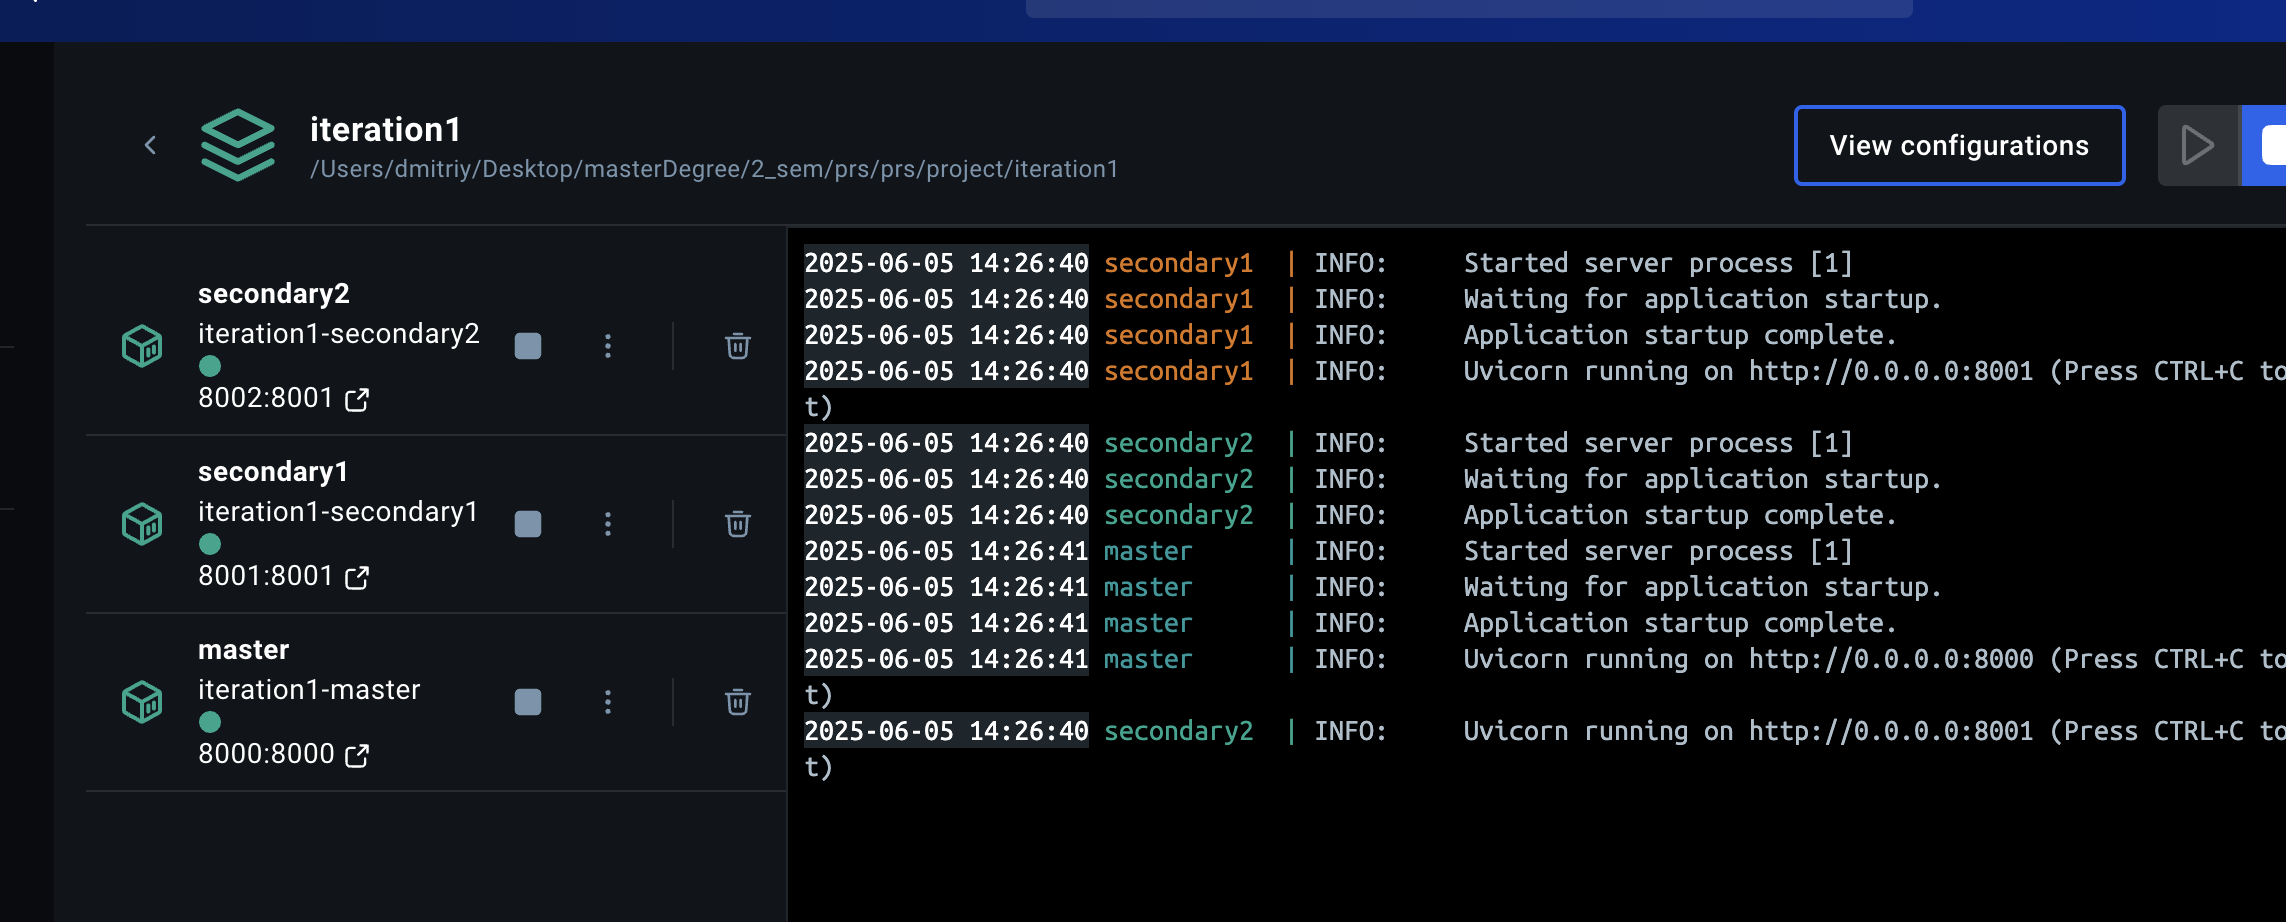 iteration1
/Users/dmitriy/Desktop/masterDegree/2_sem/prs/prs/project/iteration1
View configurations
secondary2
iteration1-secondary2
8002:8001
secondary1
iteration1-secondary1
8001:8001
master
iteration1-master
8000:8000
2025-06-05 14:26:40 secondary1 | INFO: Started server process [1]
2025-06-05 14:26:40 secondary1 | INFO: Waiting for application startup.
2025-06-05 14:26:40 secondary1 | INFO: Application startup complete.
2025-06-05 14:26:40 secondary1 | INFO: Uvicorn running on http://0.0.0.0:8001 (Press CTRL+C to
t)
2025-06-05 14:26:40 secondary2 | INFO: Started server process [1]
2025-06-05 14:26:40 secondary2 | INFO: Waiting for application startup.
2025-06-05 14:26:40 secondary2 | INFO: Application startup complete.
2025-06-05 14:26:41 master | INFO: Started server process [1]
2025-06-05 14:26:41 master | INFO: Waiting for application startup.
2025-06-05 14:26:41 master | INFO: Application startup complete.
2025-06-05 14:26:41 master | INFO: Uvicorn running on http://0.0.0.0:8000 (Press CTRL+C to
t)
2025-06-05 14:26:40 secondary2 | INFO: Uvicorn running on http://0.0.0.0:8001 (Press CTRL+C to
t)